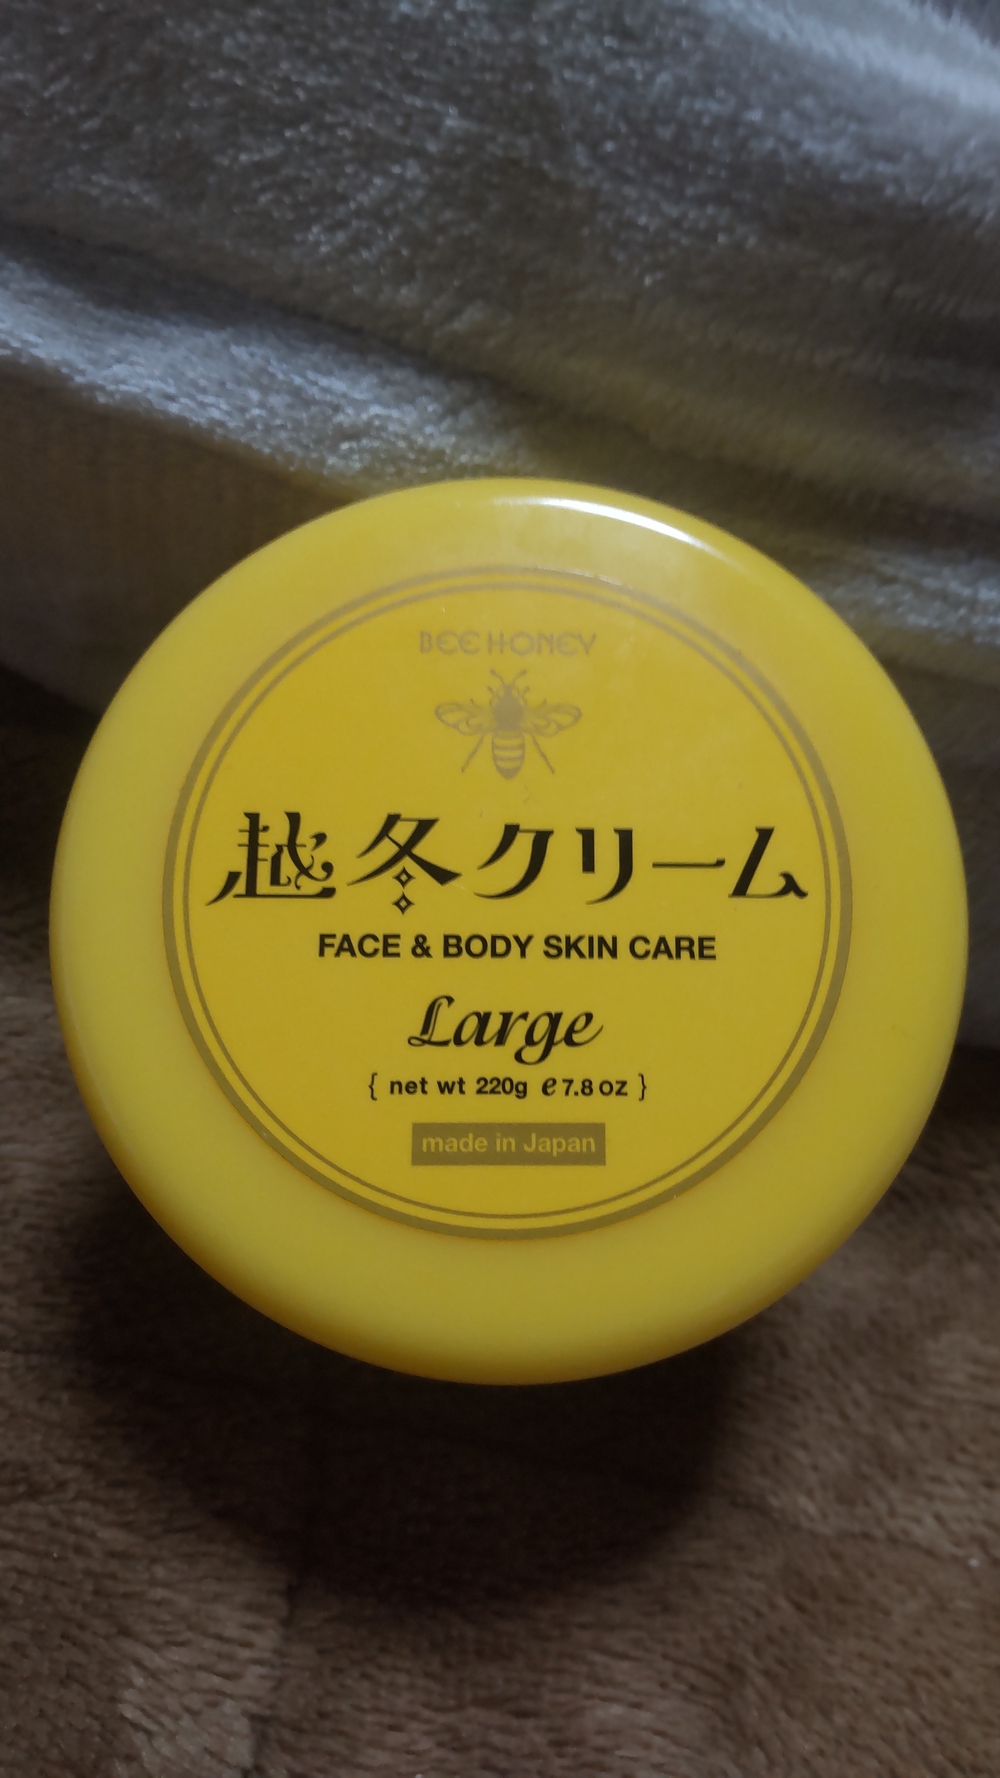 BEE HONEY
越冬クリーム
FACE & BODY SKIN CARE
Large
{ net wt 220g e 7.8 oz }
made in Japan